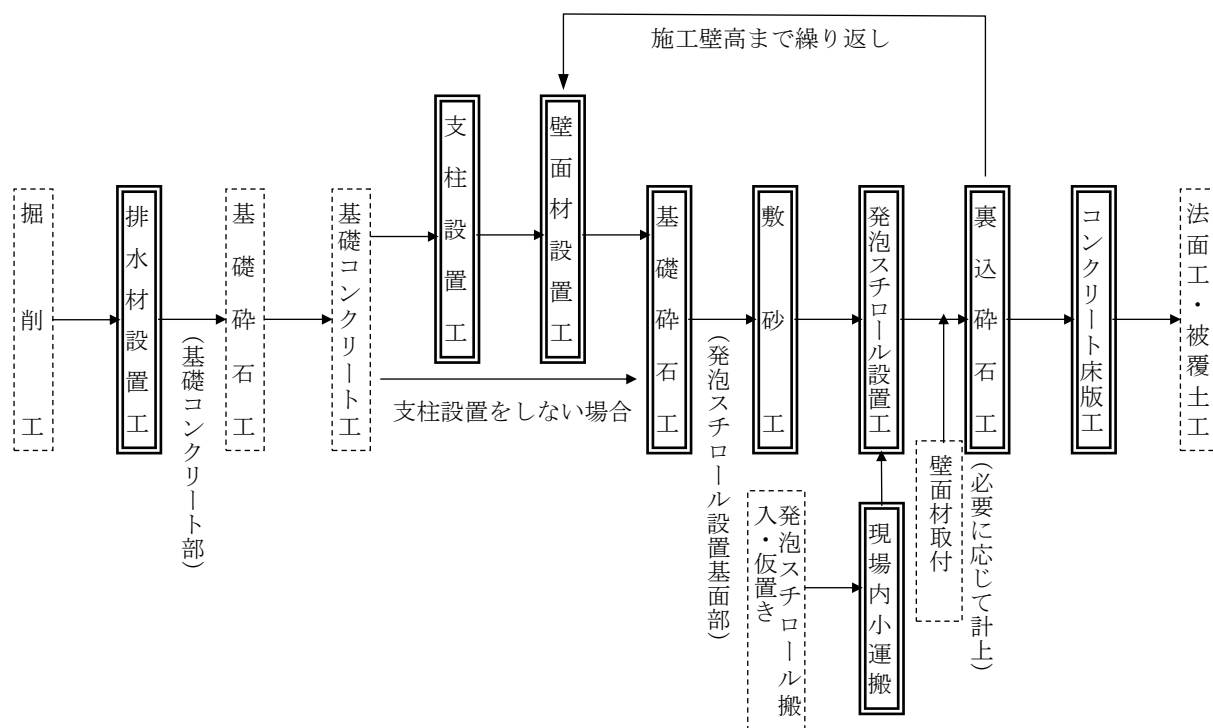 施工壁高まで繰り返し
掘削工
排水材設置工
(基礎コンクリート部)
基礎砕石工
基礎コンクリート工
支柱設置工
壁面材設置工
支柱設置をしない場合
基礎砕石工
(発泡スチロール設置基面部)
敷砂工
発泡スチロール搬
入・仮置き
発泡スチロール設置工
現場内小運搬
壁面材取付
裏込砕石工
(必要に応じて計上)
コンクリート床版工
法面工・被覆土工